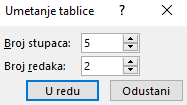 Umetanje tablice ? ×
Broj stupaca: 5
Broj redaka: 2
U redu Odustani